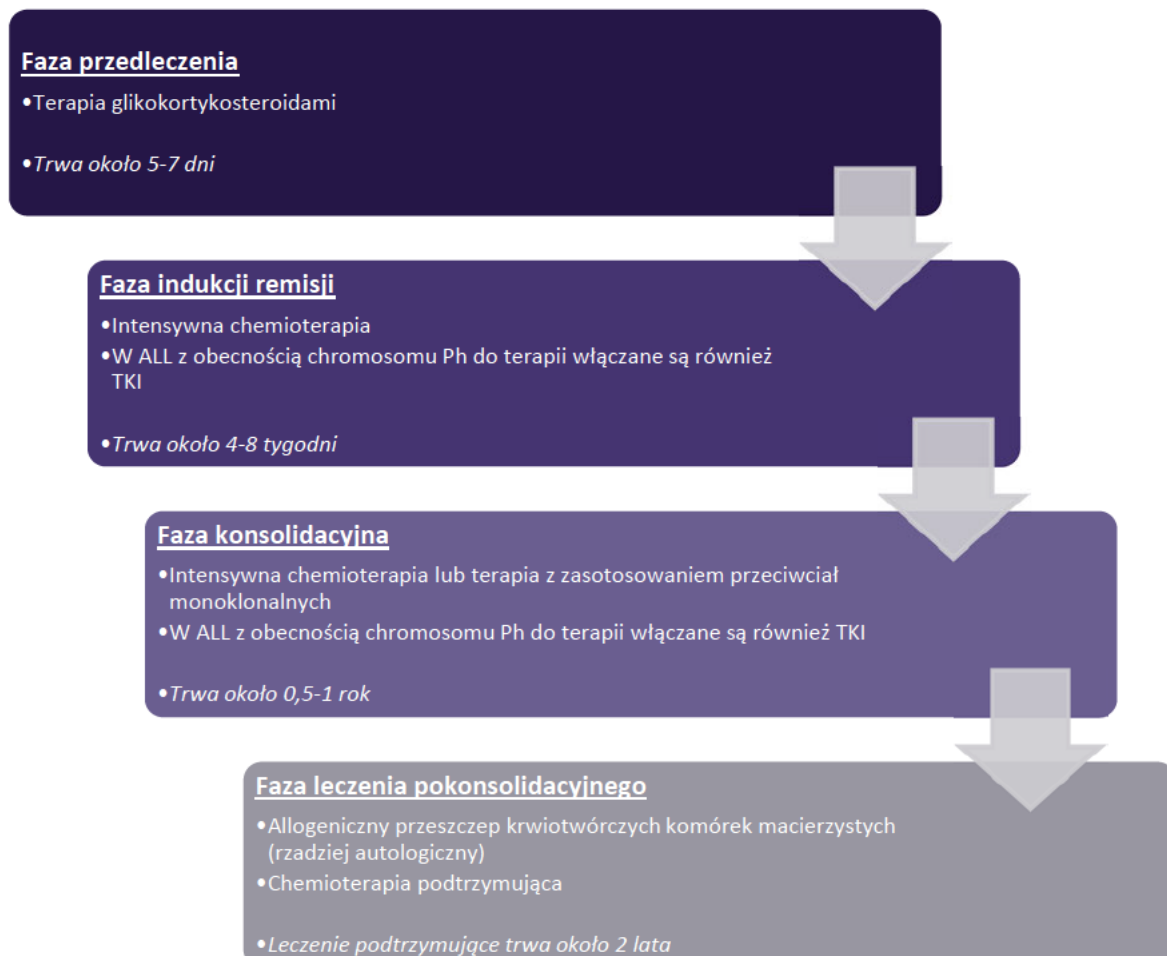 Faza przedleczenia
•Terapia glikokortykosteroidami
•Trwa około 5-7 dni
Faza indukcji remisji
•Intensywna chemioterapia
•W ALL z obecnością chromosomu Ph do terapii włączane są również
TKI
•Trwa około 4-8 tygodni
Faza konsolidacyjna
•Intensywna chemioterapia lub terapia z zasotosowaniem przeciwciał
monoklonalnych
•W ALL z obecnością chromosomu Ph do terapii włączane są również TKI
•Trwa około 0,5-1 rok
Faza leczenia pokonsolidacyjnego
•Allogeniczny przeszczep krwiotwórczych komórek macierzystych
(rzadziej autologiczny)
•Chemioterapia podtrzymująca
•Leczenie podtrzymujące trwa około 2 lata